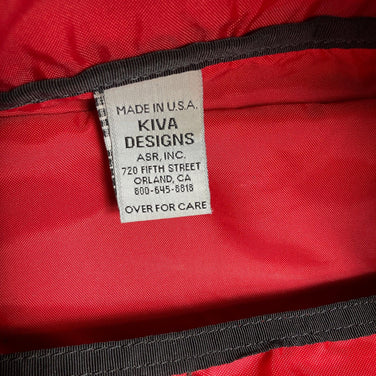 MADE IN U.S.A.
KIVA
DESIGNS
ASR, INC.
720 FIFTH STREET
ORLAND, CA
800-645-6818
OVER FOR CARE